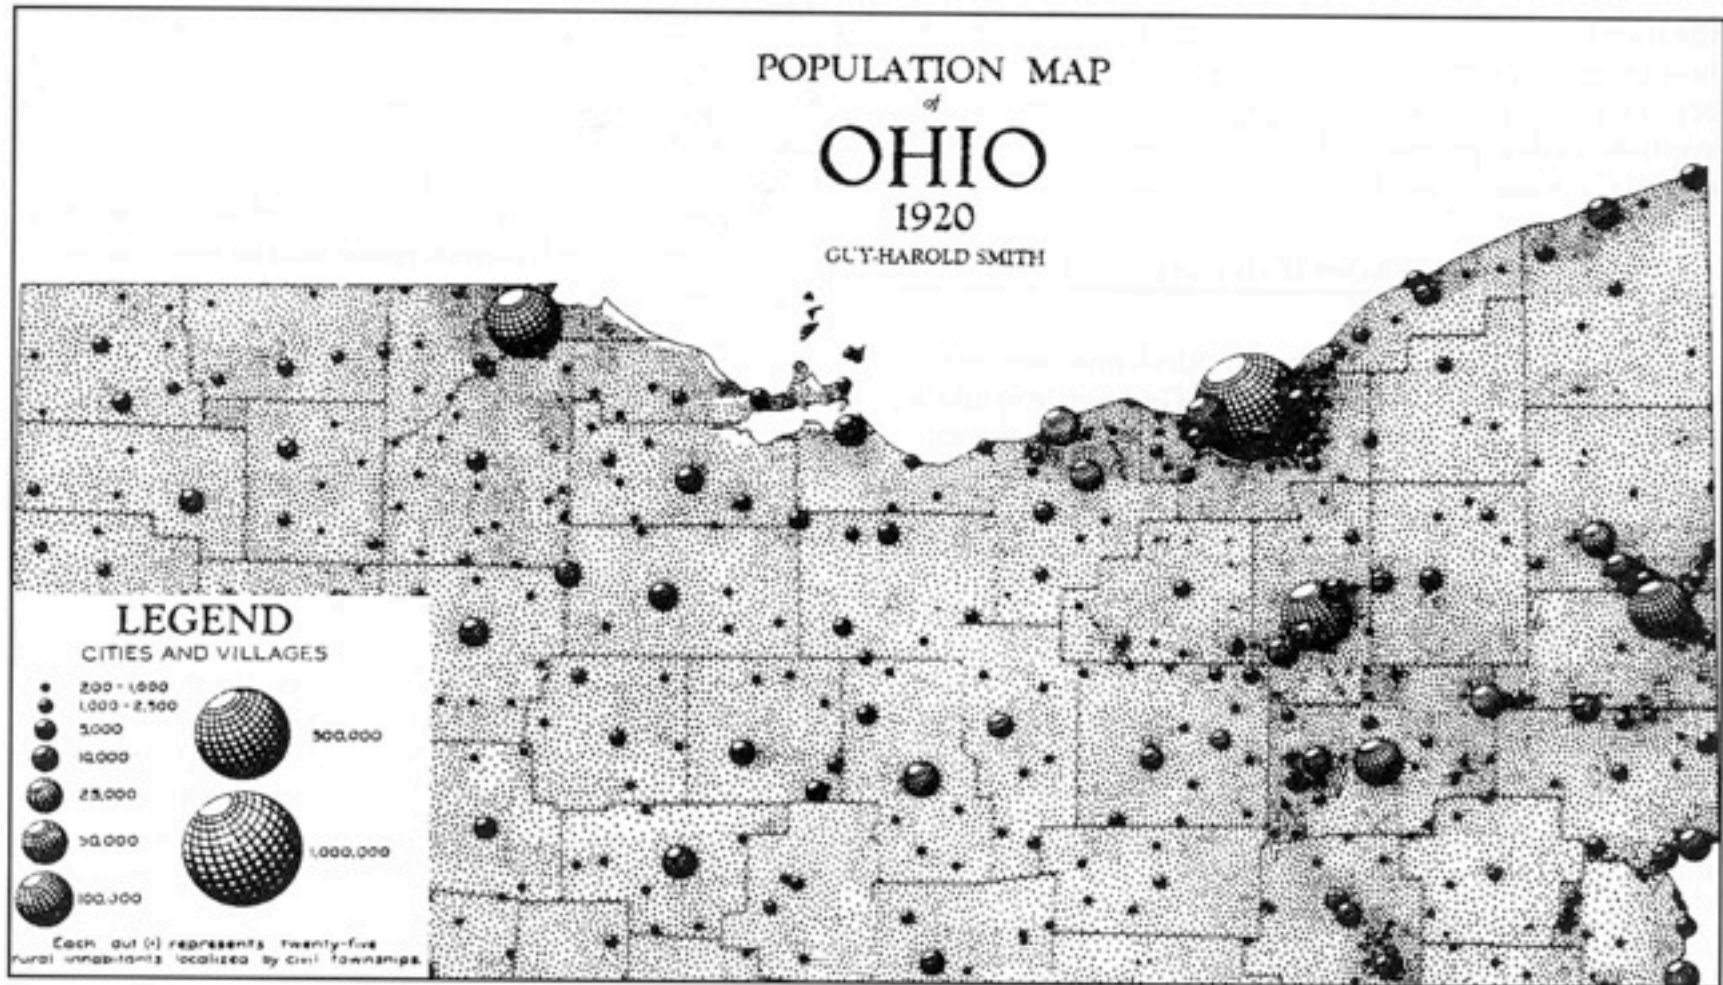 POPULATION MAP
of
OHIO
1920
GUY-HAROLD SMITH
LEGEND
CITIES AND VILLAGES
200 - 1,000
1,000 - 2,500
5,000
10,000
25,000
50,000
100,000
500,000
1,000,000
Each dot (•) represents twenty-five
rural inhabitants localized by civil townships.